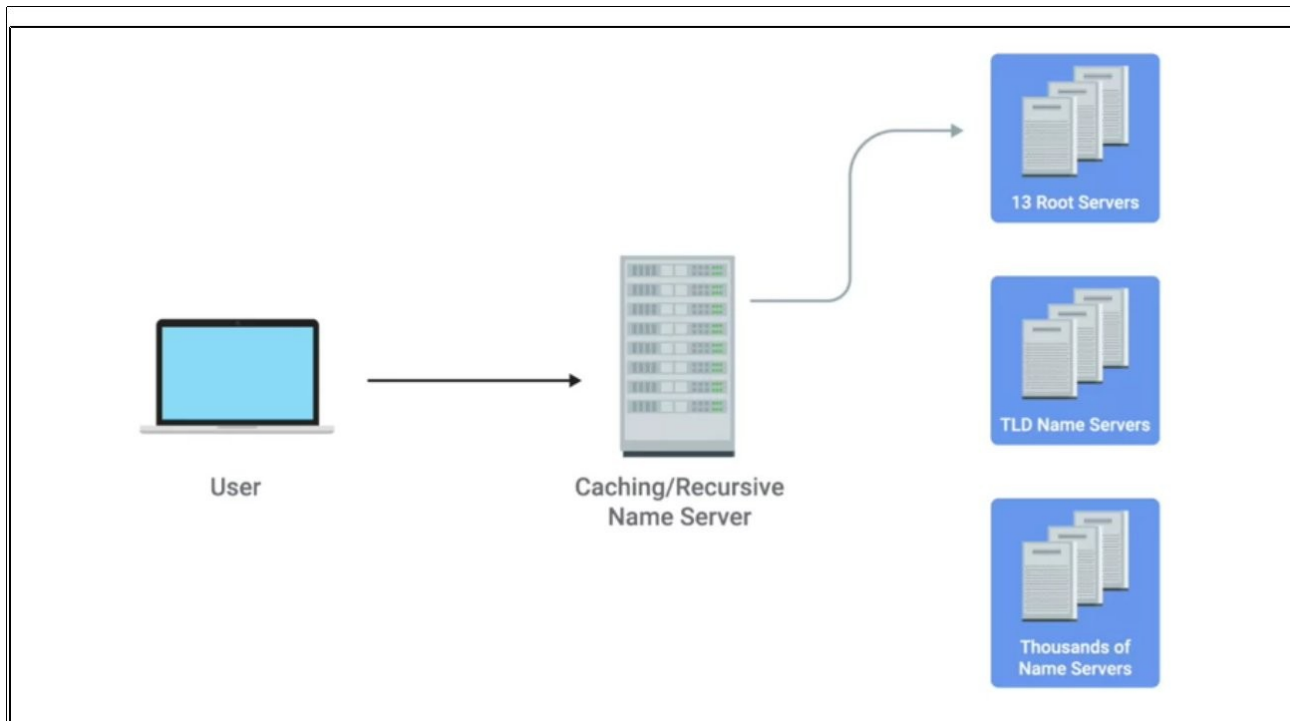 13 Root Servers
TLD Name Servers
User
Caching/Recursive
Name Server
Thousands of
Name Servers